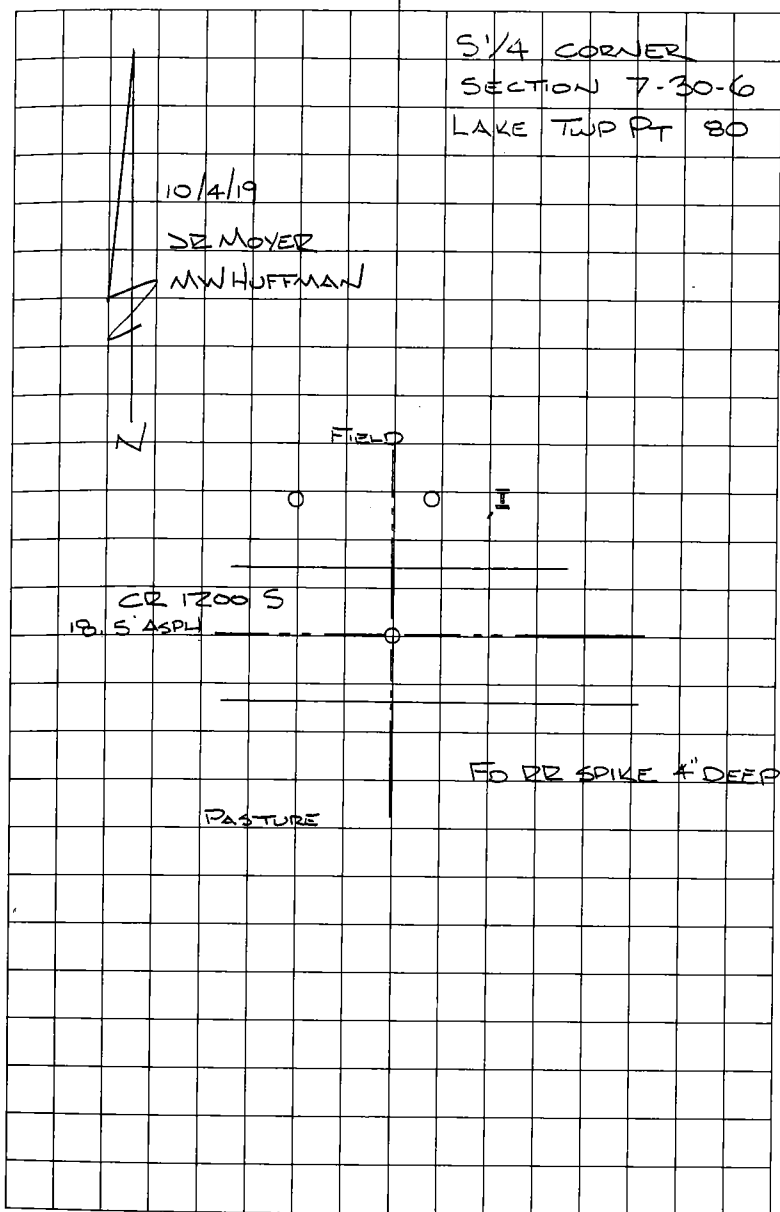 S 1/4 CORNER
SECTION 7-30-6
LAKE TWP PT 80
10/4/19
JR MOYER
MW HUFFMAN
N
FIELD
I
CR 1200 S
18.5' ASPH
FD RR SPIKE 4" DEEP
PASTURE